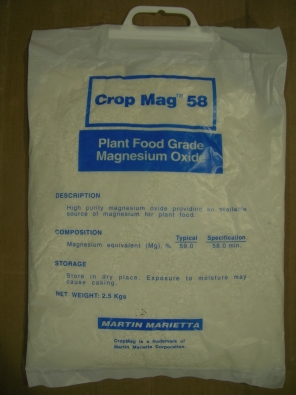 Crop Mag™ 58
Plant Food Grade
Magnesium Oxide
DESCRIPTION
High purity magnesium oxide providing an available
source of magnesium for plant food.
COMPOSITION
Typical Specification
Magnesium equivalent (Mg), % 59.0 58.0 min.
STORAGE
Store in dry place. Exposure to moisture may
cause caking.
NET WEIGHT: 2.5 Kgs
MARTIN MARIETTA
CropMag is a trademark of
Martin Marietta Corporation.